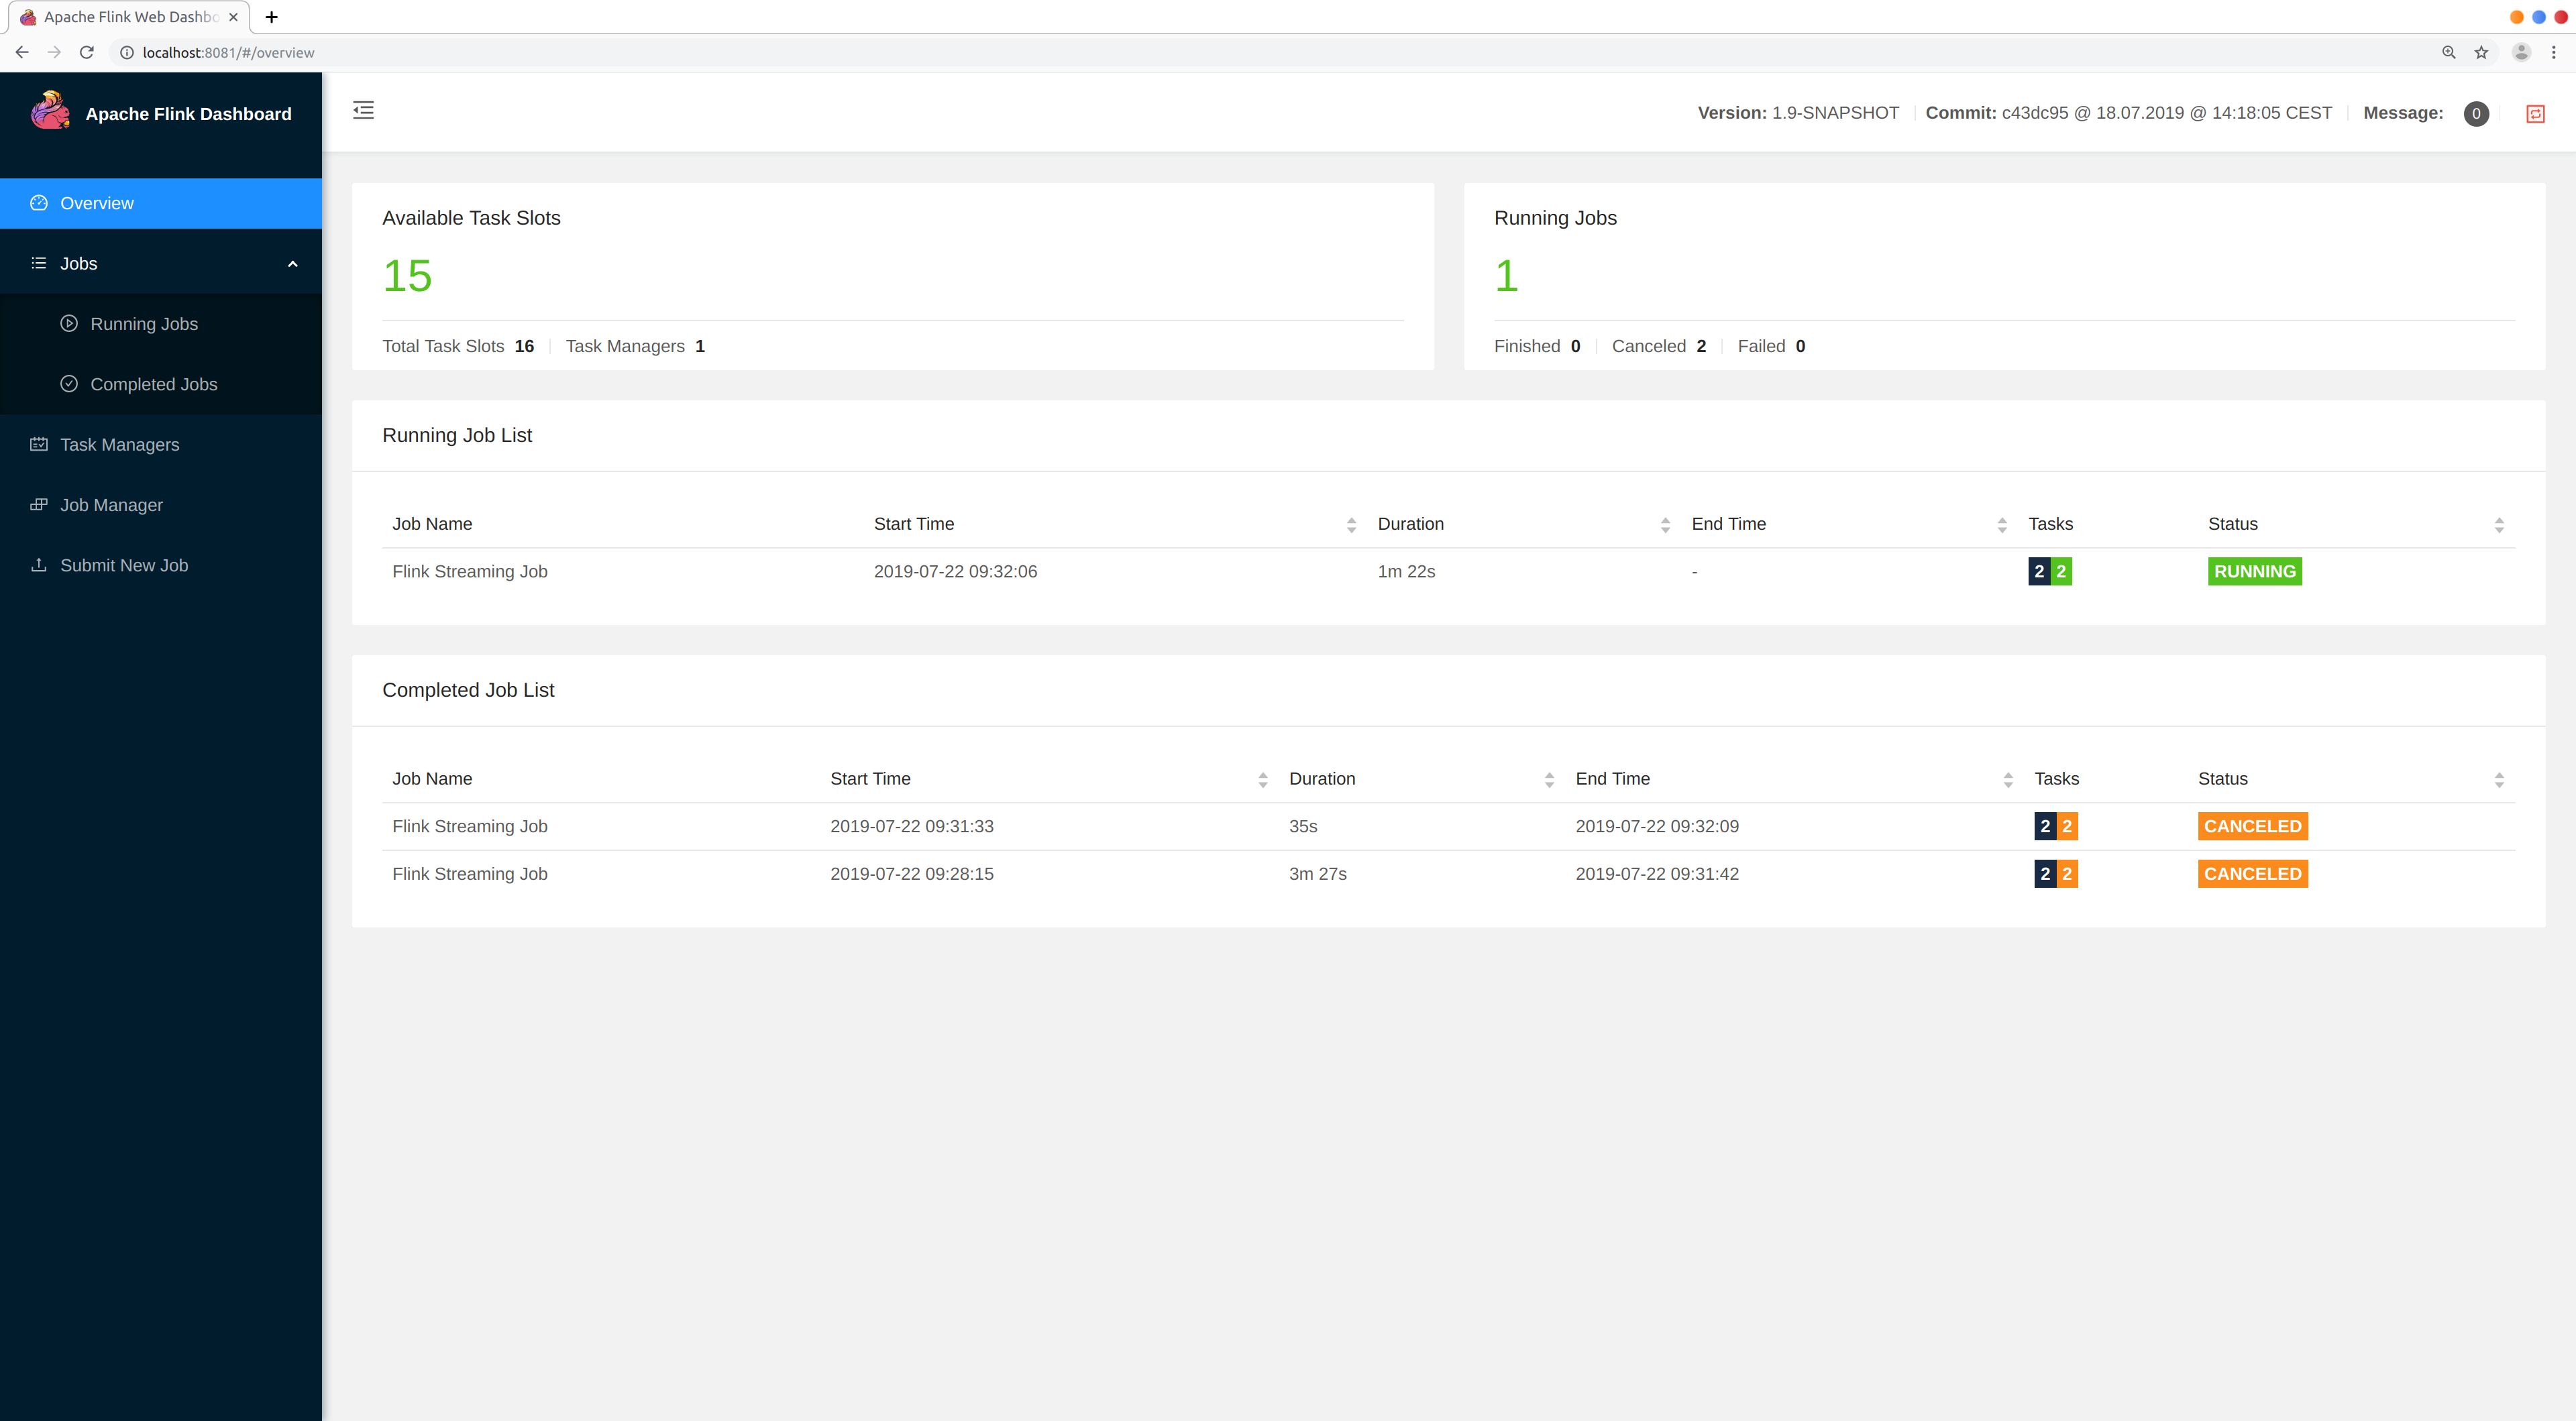 Apache Flink Web Dashbo
localhost:8081/#/overview
Apache Flink Dashboard
Version: 1.9-SNAPSHOT Commit: c43dc95 @ 18.07.2019 @ 14:18:05 CEST Message: 0
Overview
Jobs
Running Jobs
Completed Jobs
Task Managers
Job Manager
Submit New Job
Available Task Slots
15
Total Task Slots 16 Task Managers 1
Running Jobs
1
Finished 0 Canceled 2 Failed 0
Running Job List
Job Name Start Time Duration End Time Tasks Status
Flink Streaming Job 2019-07-22 09:32:06 1m 22s - 2 2 RUNNING
Completed Job List
Job Name Start Time Duration End Time Tasks Status
Flink Streaming Job 2019-07-22 09:31:33 35s 2019-07-22 09:32:09 2 2 CANCELED
Flink Streaming Job 2019-07-22 09:28:15 3m 27s 2019-07-22 09:31:42 2 2 CANCELED